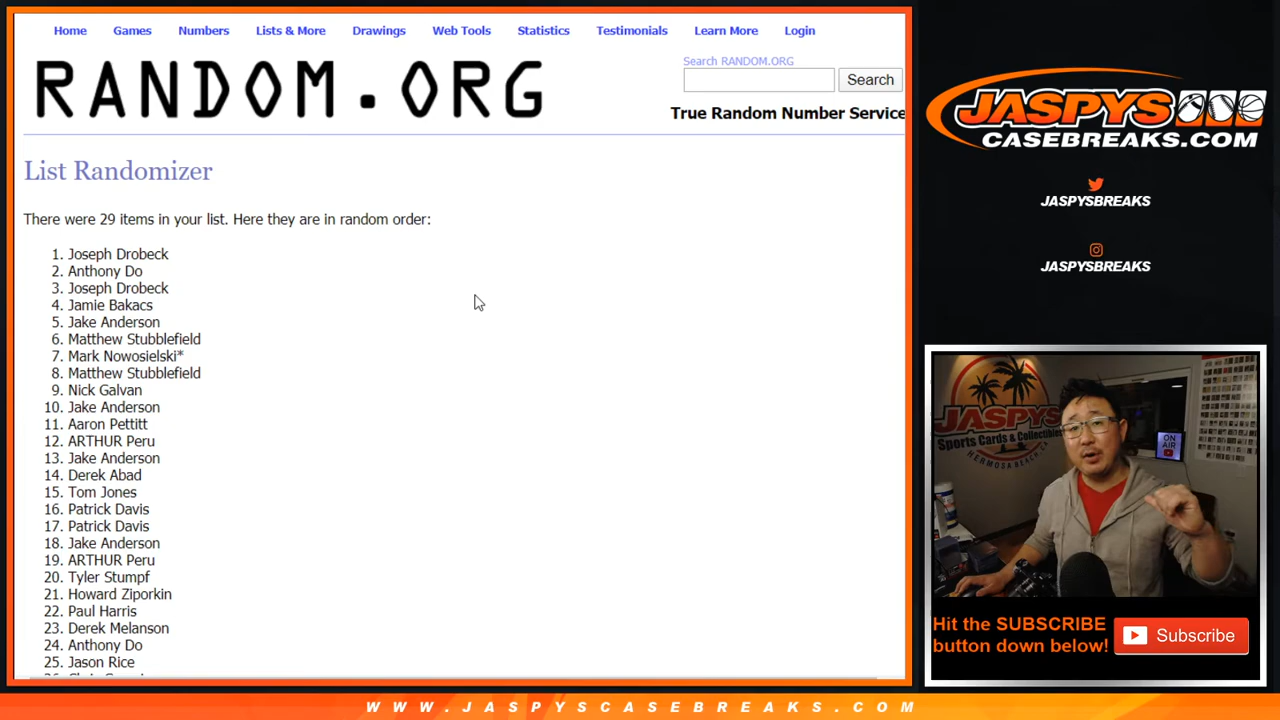 Home Games Numbers Lists & More Drawings Web Tools Statistics Testimonials Learn More Login
RANDOM.ORG
Search RANDOM.ORG
Search
True Random Number Service
List Randomizer
There were 29 items in your list. Here they are in random order:
1. Joseph Drobeck
2. Anthony Do
3. Joseph Drobeck
4. Jamie Bakacs
5. Jake Anderson
6. Matthew Stubblefield
7. Mark Nowosielski*
8. Matthew Stubblefield
9. Nick Galvan
10. Jake Anderson
11. Aaron Pettitt
12. ARTHUR Peru
13. Jake Anderson
14. Derek Abad
15. Tom Jones
16. Patrick Davis
17. Patrick Davis
18. Jake Anderson
19. ARTHUR Peru
20. Tyler Stumpf
21. Howard Ziporkin
22. Paul Harris
23. Derek Melanson
24. Anthony Do
25. Jason Rice
JASPYS
CASEBREAKS.COM
JASPYSBREAKS
JASPYSBREAKS
JASPYS
Sports Cards & Collectibles
HERMOSA BEACH, CA
ON
AIR
Hit the SUBSCRIBE
button down below!
Subscribe
WWW.JASPYSCASEBREAKS.COM